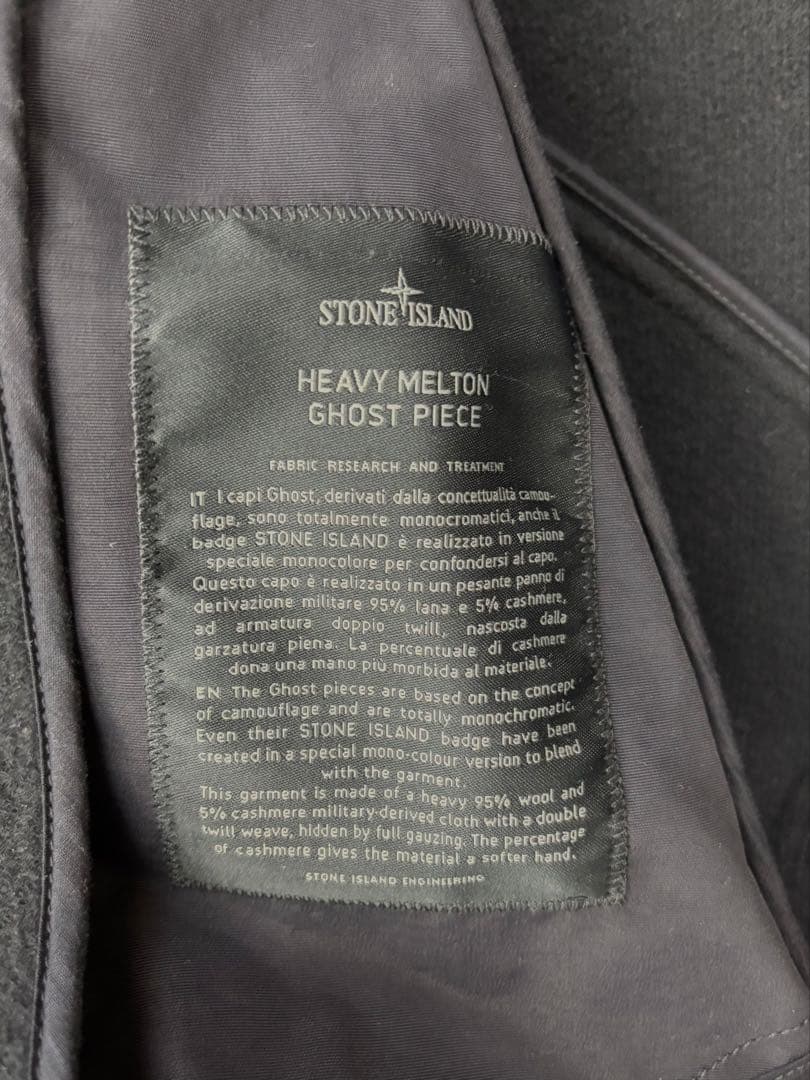 STONE ISLAND
HEAVY MELTON
GHOST PIECE
FABRIC RESEARCH AND TREATMENT
IT I capi Ghost, derivati dalla concettualità camou-
flage, sono totalmente monocromatici, anche il
badge STONE ISLAND è realizzato in versione
speciale monocolore per confondersi al capo.
Questo capo è realizzato in un pesante panno di
derivazione militare 95% lana e 5% cashmere,
ad armatura doppio twill, nascosta dalla
garzatura piena. La percentuale di cashmere
dona una mano più morbida al materiale.
EN The Ghost pieces are based on the concept
of camouflage and are totally monochromatic.
Even their STONE ISLAND badge have been
created in a special mono-colour version to blend
with the garment.
This garment is made of a heavy 95% wool and
5% cashmere military-derived cloth with a double
twill weave, hidden by full gauzing. The percentage
of cashmere gives the material a softer hand.
STONE ISLAND ENGINEERING